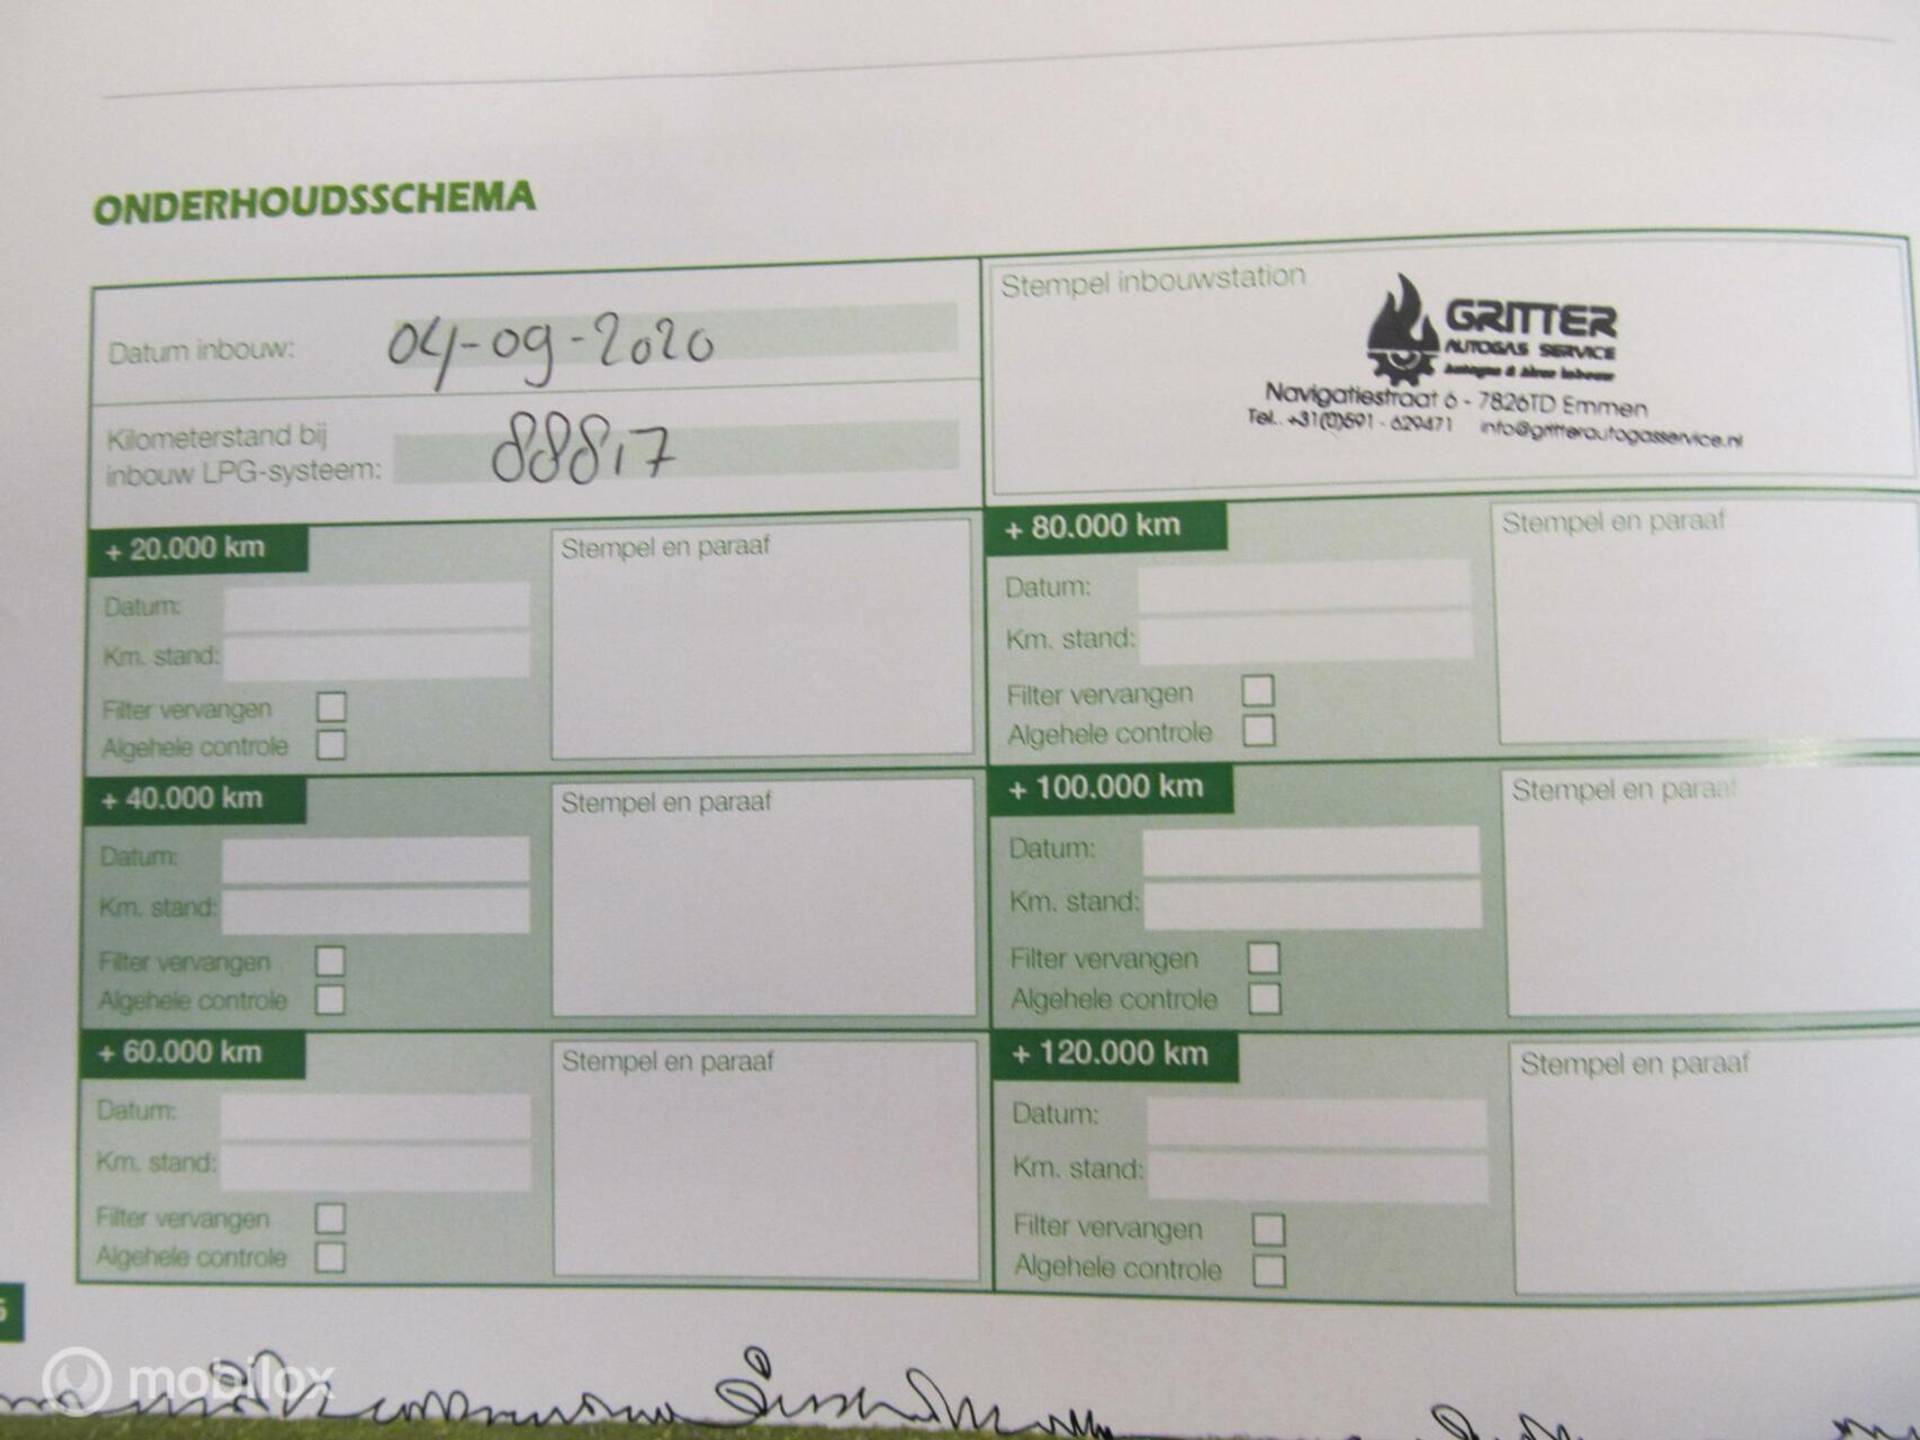 ONDERHOUDSSCHEMA
Datum inbouw: 04-09-2020
Kilometerstand bij
inbouw LPG-systeem: 88817
Stempel inbouwstation
GRITTER
AUTOGAS SERVICE
Navigatiestraat 6 - 7826TD Emmen
Tel.. +31(0)591 - 629471 info@gritterautogasservice.nl
+ 20.000 km
Stempel en paraaf
Datum:
Km. stand:
Filter vervangen
Algehele controle
+ 40.000 km
Stempel en paraaf
Datum:
Km. stand:
Filter vervangen
Algehele controle
+ 60.000 km
Stempel en paraaf
Datum:
Km. stand:
Filter vervangen
Algehele controle
+ 80.000 km
Stempel en paraaf
Datum:
Km. stand:
Filter vervangen
Algehele controle
+ 100.000 km
Stempel en paraaf
Datum:
Km. stand:
Filter vervangen
Algehele controle
+ 120.000 km
Stempel en paraaf
Datum:
Km. stand:
Filter vervangen
Algehele controle
mobilox